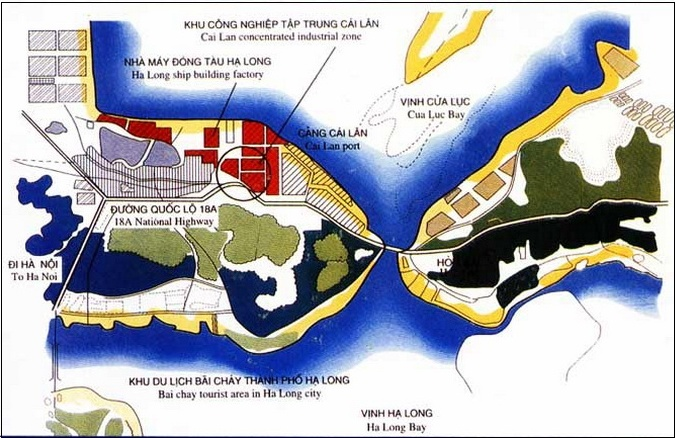 KHU CÔNG NGHIỆP TẬP TRUNG CÁI LÂN
Cai Lan concentrated industrial zone
NHÀ MÁY ĐÓNG TÀU HẠ LONG
Ha Long ship building factory
VỊNH CỬA LỤC
Cua Luc Bay
CẢNG CÁI LÂN
Cai Lan port
ĐƯỜNG QUỐC LỘ 18A
18A National Highway
ĐI HÀ NỘI
To Ha Noi
KHU DU LỊCH BÃI CHÁY THÀNH PHỐ HẠ LONG
Bai chay tourist area in Ha Long city
VỊNH HẠ LONG
Ha Long Bay